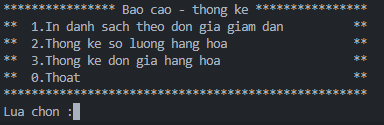 **************** Bao cao - thong ke ****************
**  1.In danh sach theo don gia giam dan          **
**  2.Thong ke so luong hang hoa                  **
**  3.Thong ke don gia hang hoa                   **
**  0.Thoat                                       **
****************************************************
Lua chon :